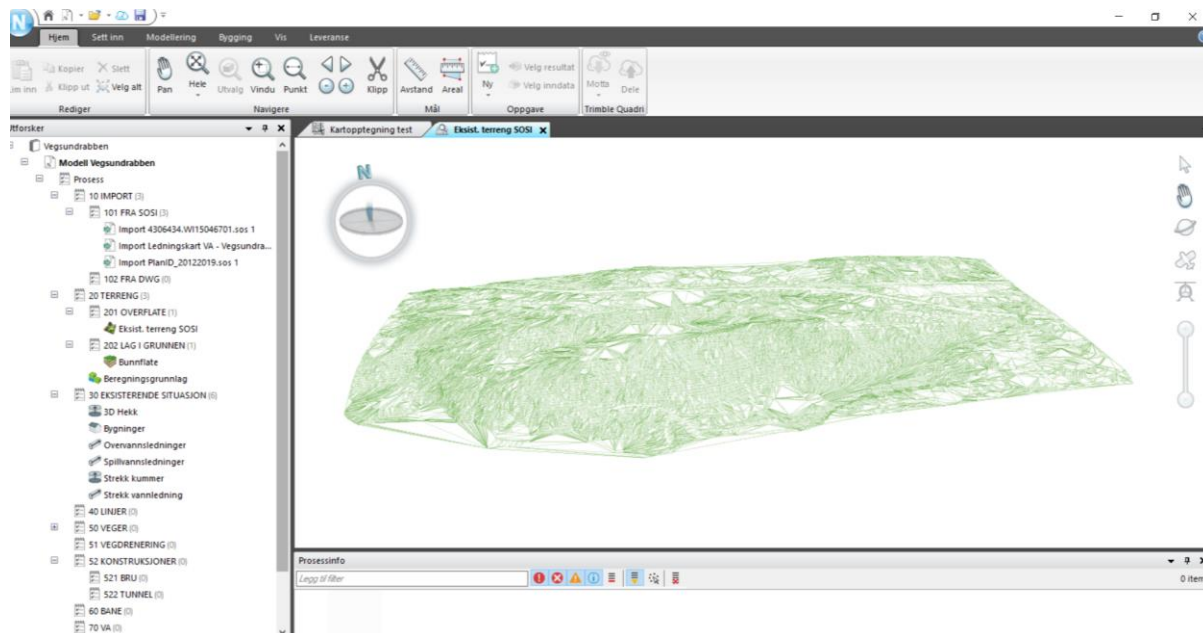 N
Hjem Sett inn Modellering Bygging Vis Leveranse
Kopier Slett
im inn Klipp ut Velg alt Pan Hele Utvalg Vindu Punkt Klipp Avstand Areal Ny Velg resultat Velg inndata Motta Dele
Rediger Navigere Mål Oppgave Trimble Quadri
Utforsker
Kartopptegning test Eksist. terreng SOSI
Vegsundrabben
Modell Vegsundrabben
Prosess
10 IMPORT (3)
101 FRA SOSI (3)
Import 4306434.WI15046701.sos 1
Import Ledningskart VA - Vegsundra...
Import PlanID_20122019.sos 1
102 FRA DWG (0)
20 TERRENG (3)
201 OVERFLATE (1)
Eksist. terreng SOSI
202 LAG I GRUNNEN (1)
Bunnflate
Beregningsgrunnlag
30 EKSISTERENDE SITUASJON (6)
3D Hekk
Bygninger
Overvannsledninger
Spillvannsledninger
Strekk kummer
Strekk vannledning
40 LINJER (0)
50 VEGER (0)
51 VEGDRENERING (0)
52 KONSTRUKSJONER (0)
521 BRU (0)
522 TUNNEL (0)
60 BANE (0)
70 VA (0)
N
Prosessinfo
Legg til filter
0 item